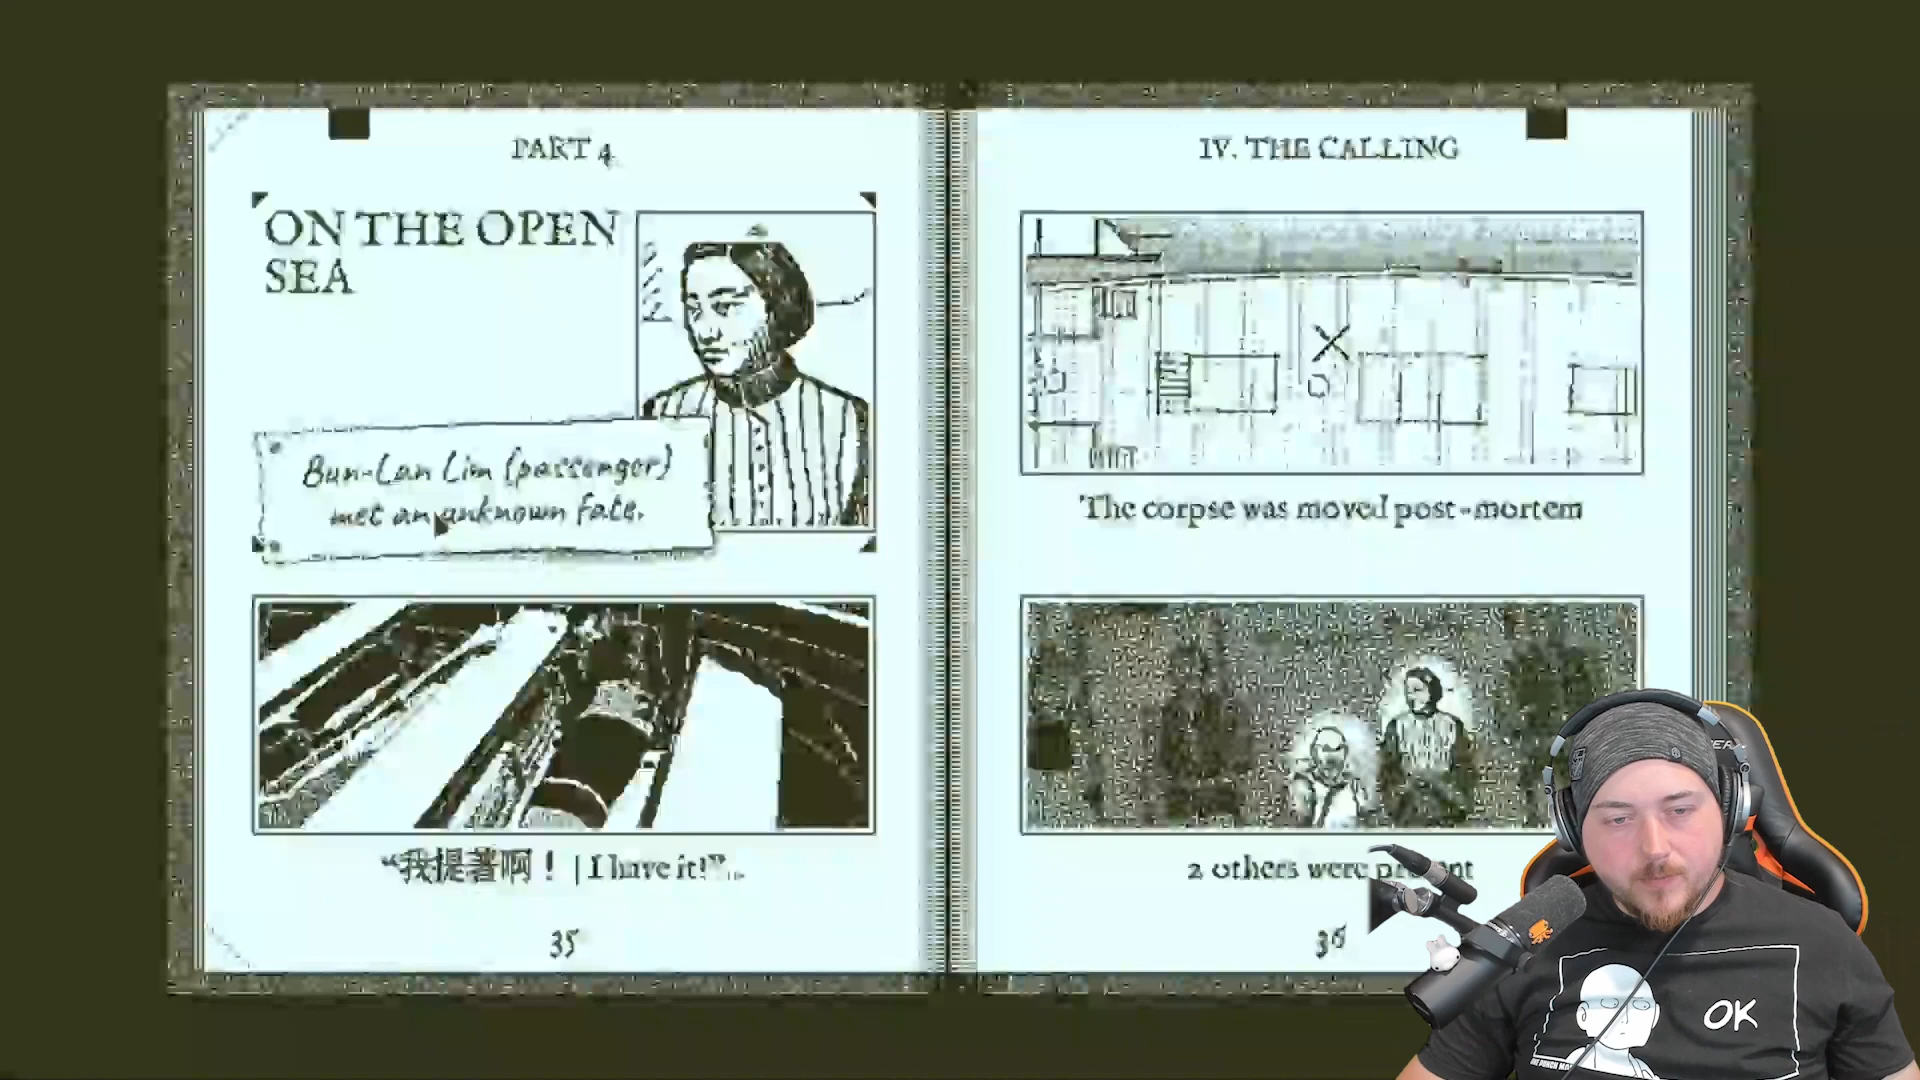 PART 4
ON THE OPEN
SEA
Bun-Lan Lim (passenger)
met an unknown fate.
“我提著啊！ | I have it!”...
35
IV. THE CALLING
The corpse was moved post-mortem
2 others were present
36
OK